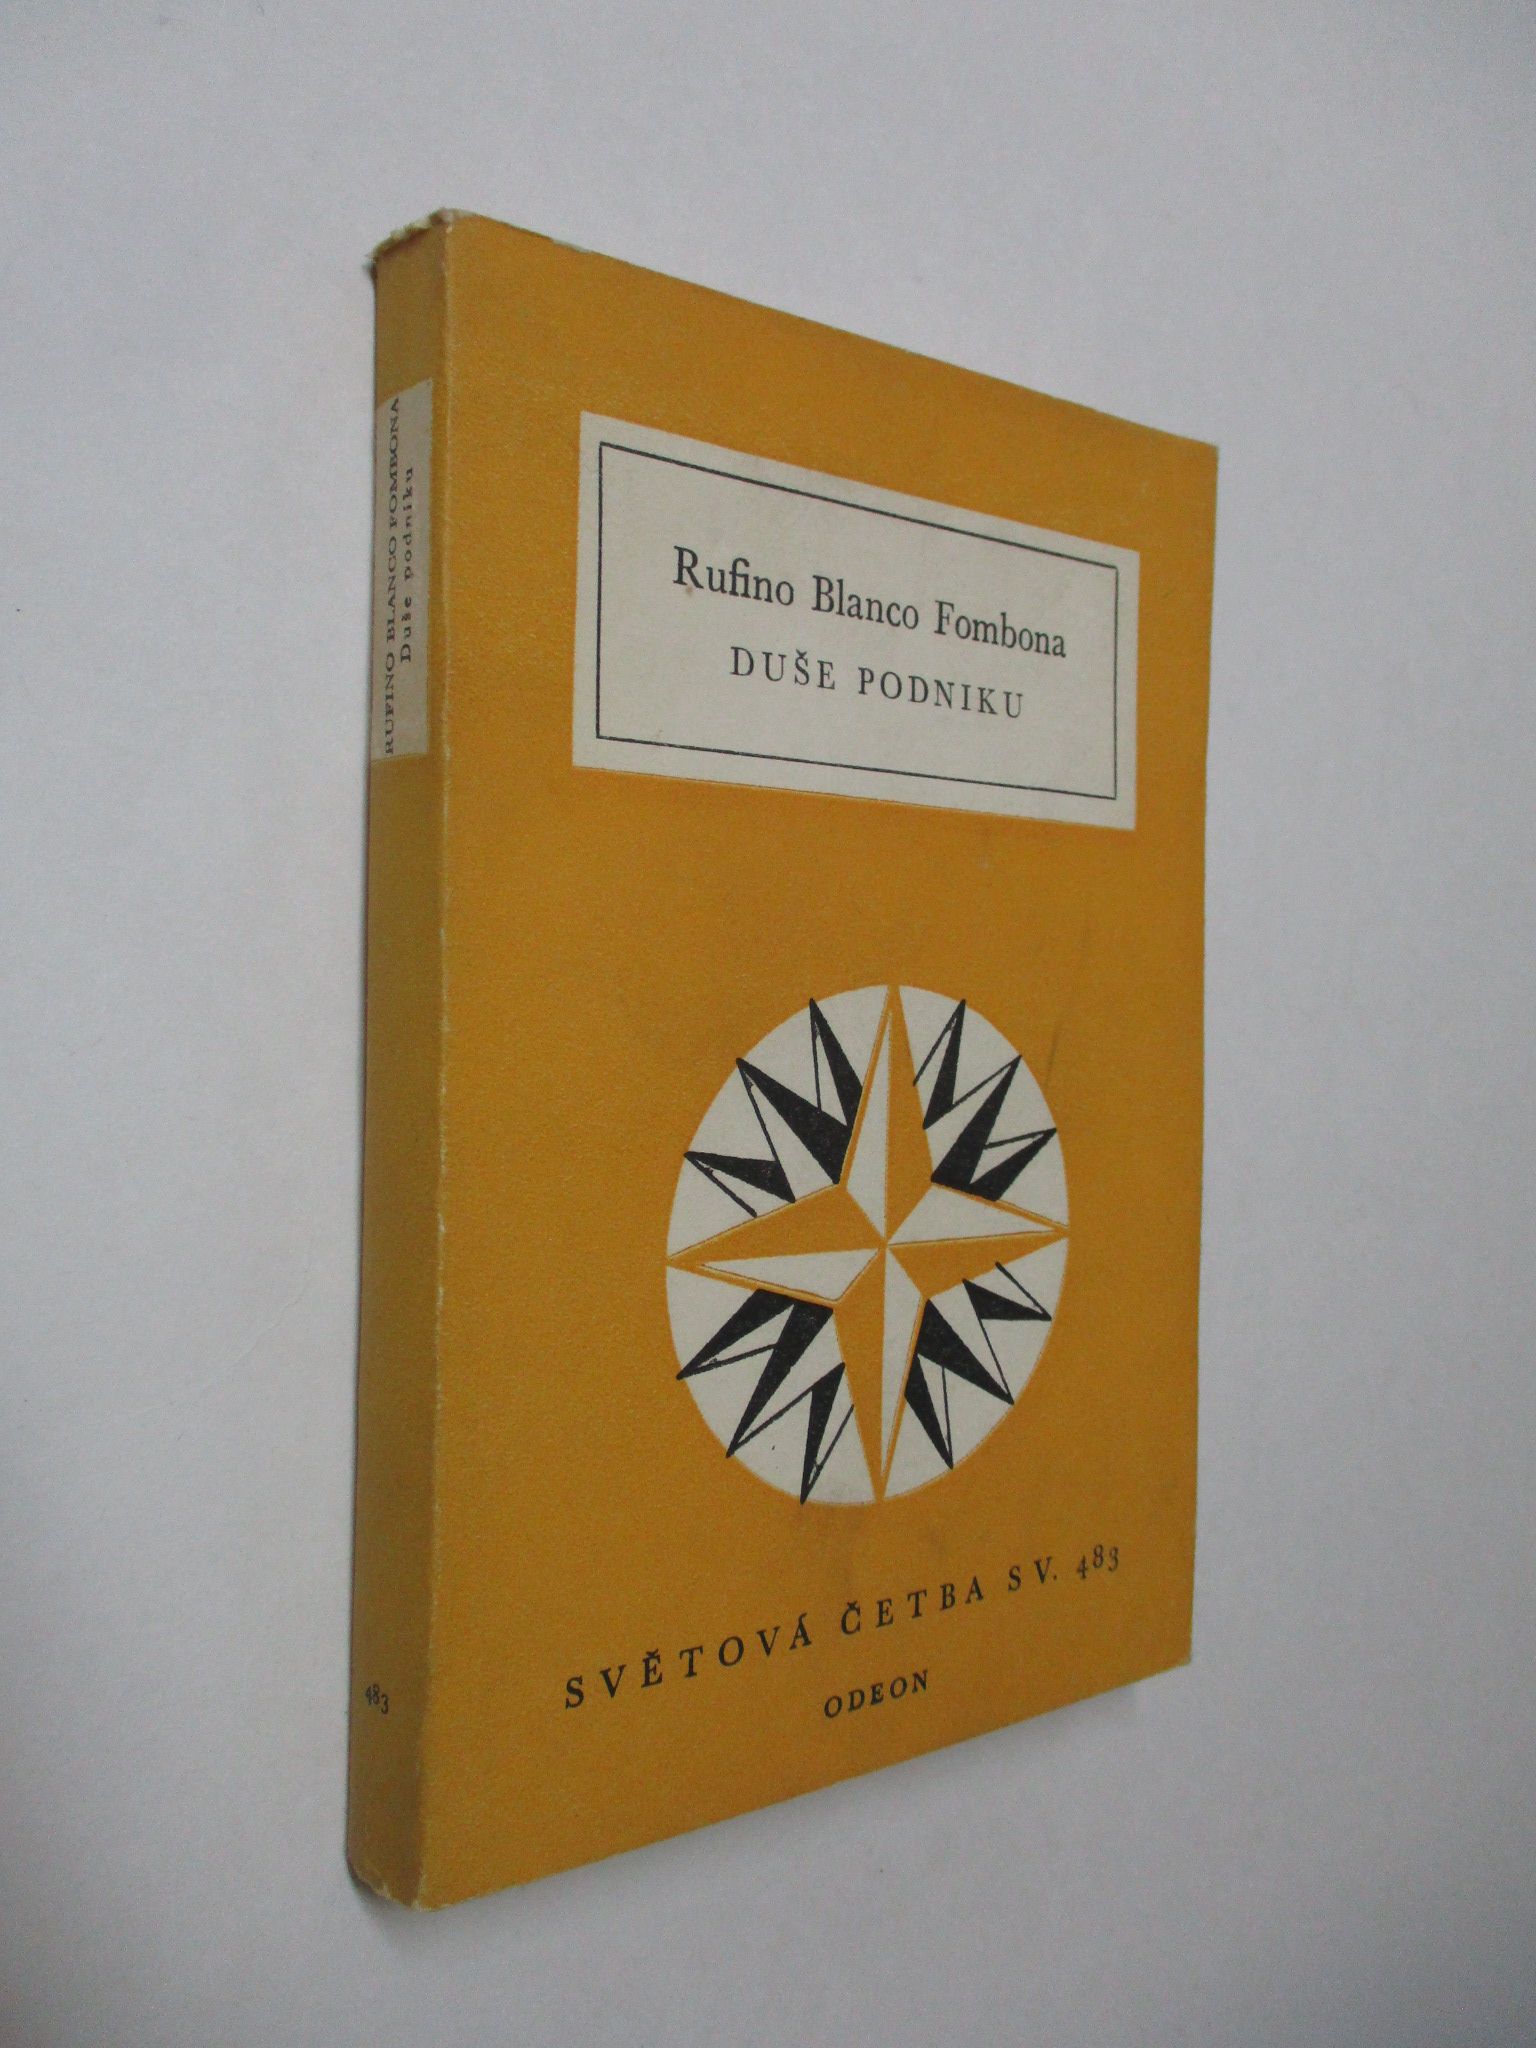 RUFINO BLANCO FOMBONA
Duše podniku
483
Rufino Blanco Fombona
DUŠE PODNIKU
SVĚTOVÁ ČETBA SV. 483
ODEON